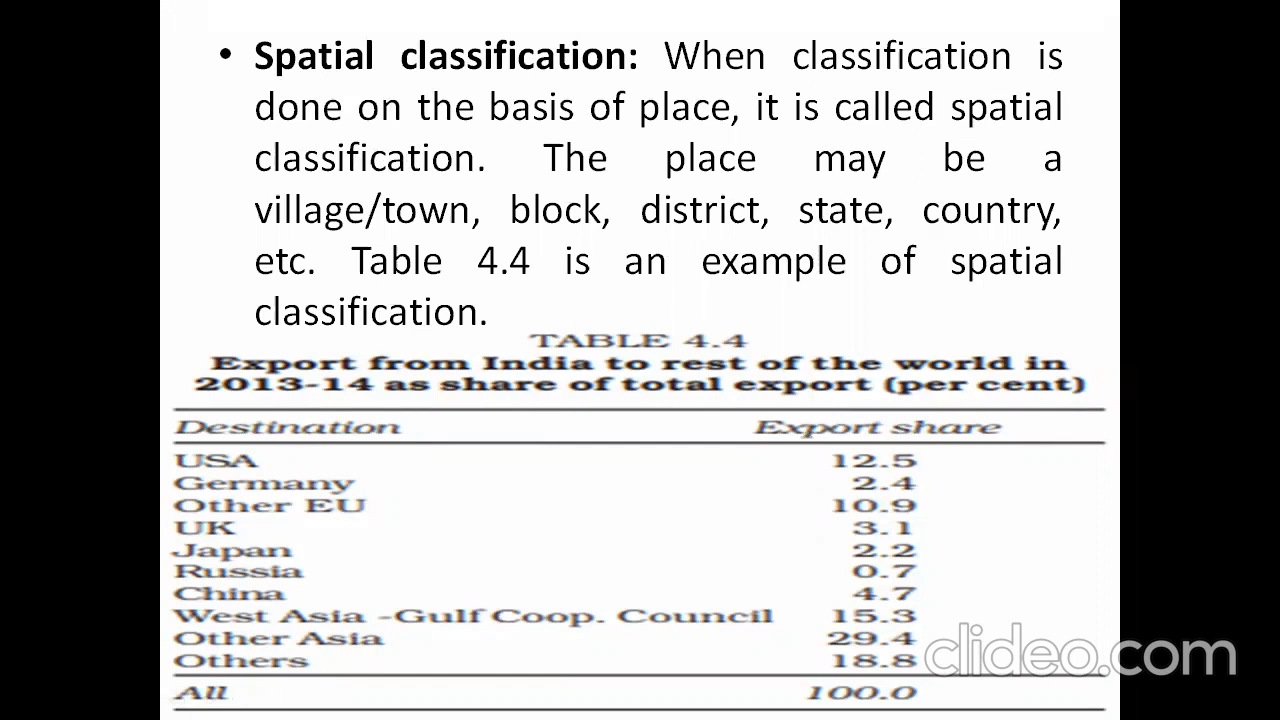 • Spatial classification: When classification is
done on the basis of place, it is called spatial
classification. The place may be a
village/town, block, district, state, country,
etc. Table 4.4 is an example of spatial
classification.
TABLE 4.4
Export from India to rest of the world in
2013-14 as share of total export (per cent)
Destination Export share
USA 12.5
Germany 2.4
Other EU 10.9
UK 3.1
Japan 2.2
Russia 0.7
China 4.7
West Asia -Gulf Coop. Council 15.3
Other Asia 29.4
Others 18.8
All 100.0
clideo.com